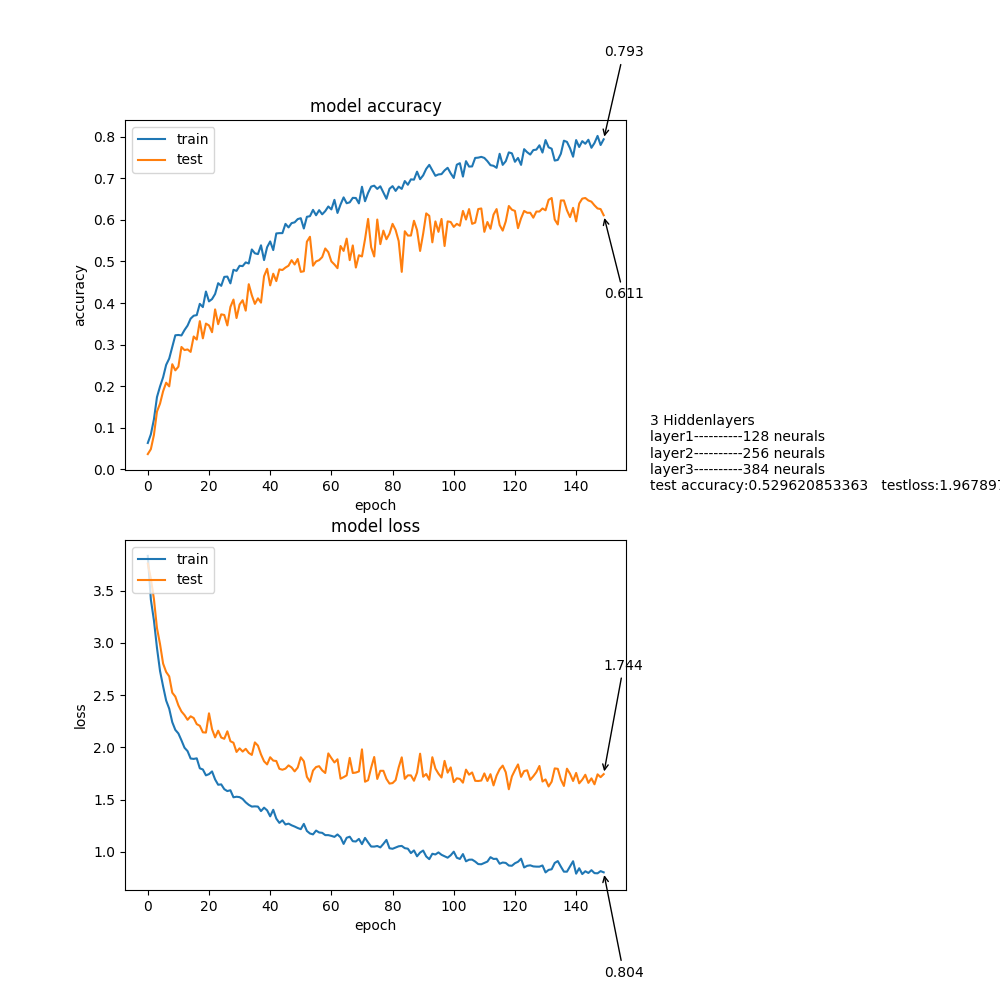 0.793
model accuracy
train
test
0.8
0.7
0.6
0.5
0.4
0.3
0.2
0.1
0.0
accuracy
0.611
0 20 40 60 80 100 120 140
epoch
3 Hiddenlayers
layer1----------128 neurals
layer2----------256 neurals
layer3----------384 neurals
test accuracy:0.529620853363 testloss:1.967897
model loss
train
test
3.5
3.0
2.5
2.0
1.5
1.0
loss
1.744
0 20 40 60 80 100 120 140
epoch
0.804